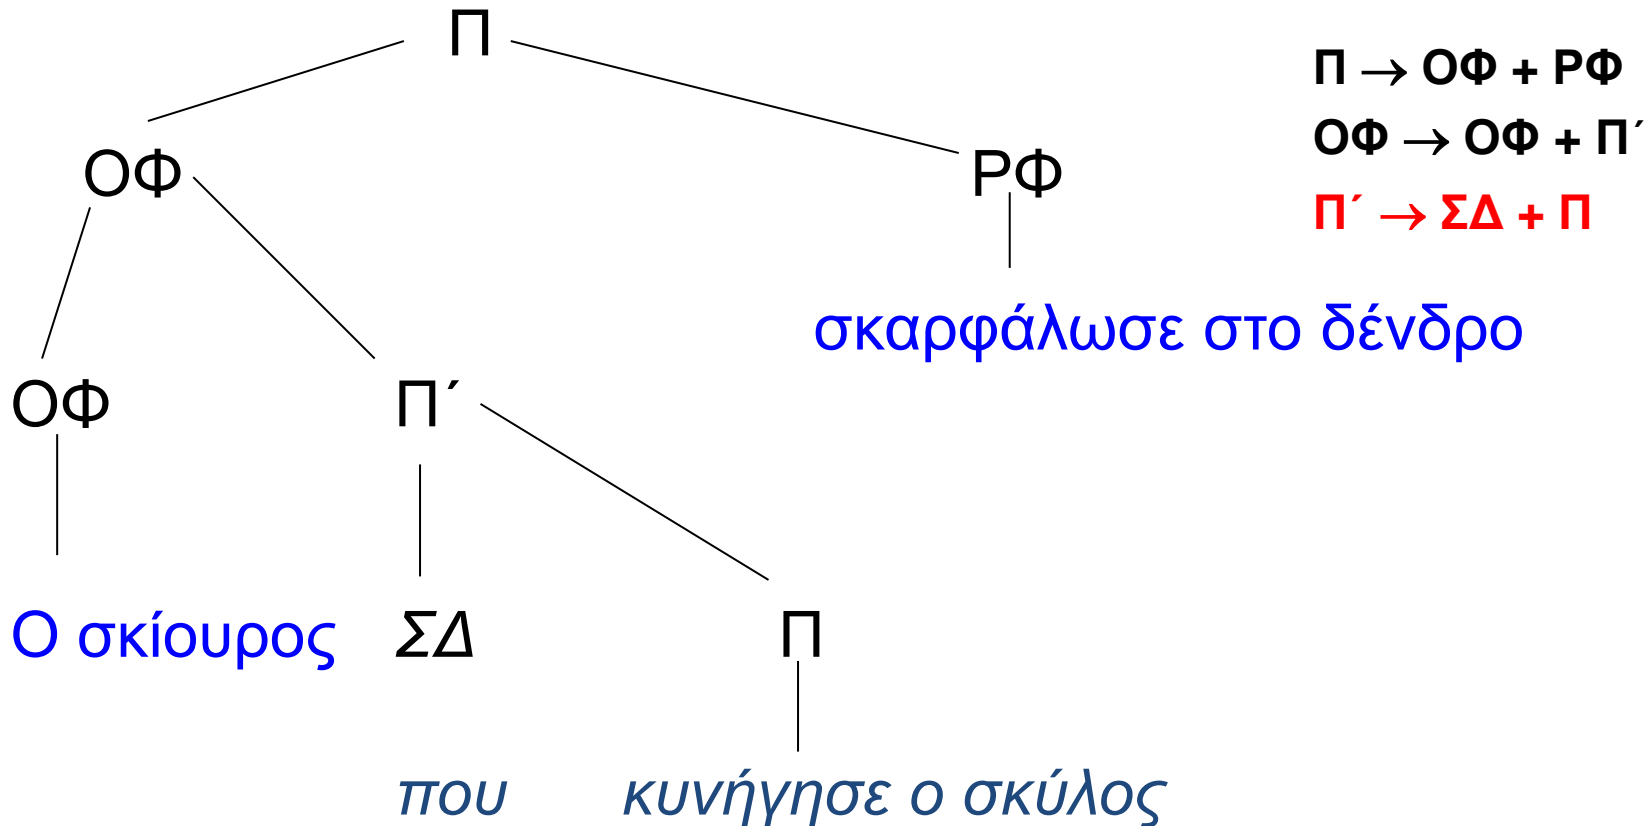 Π
Π → ΟΦ + ΡΦ
ΟΦ → ΟΦ + Π΄
Π΄ → ΣΔ + Π
ΟΦ ΡΦ
σκαρφάλωσε στο δένδρο
ΟΦ Π΄
Ο σκίουρος ΣΔ Π
που κυνήγησε ο σκύλος